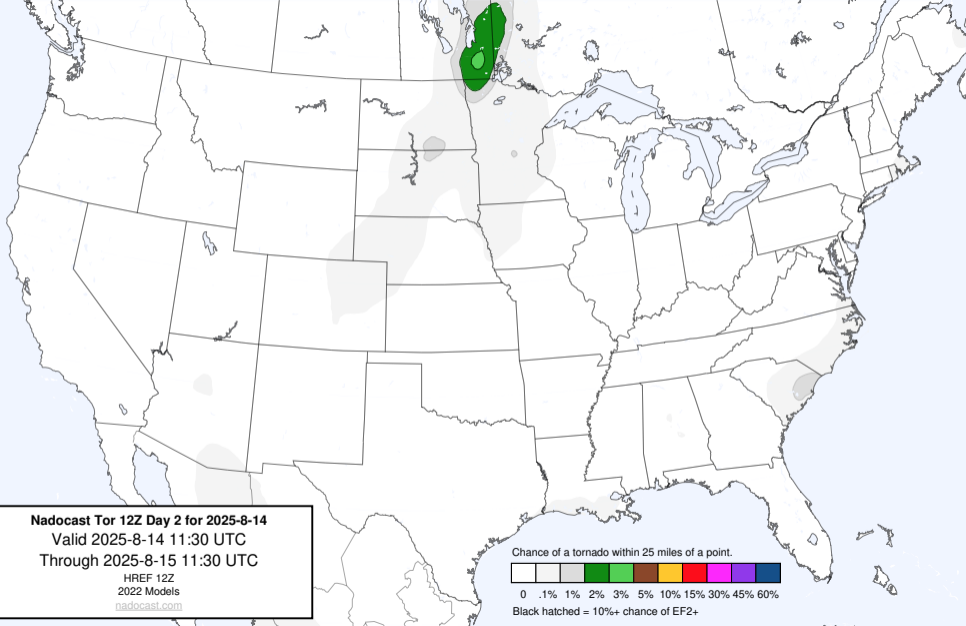 Nadocast Tor 12Z Day 2 for 2025-8-14
Valid 2025-8-14 11:30 UTC
Through 2025-8-15 11:30 UTC
HREF 12Z
2022 Models
nadocast.com
Chance of a tornado within 25 miles of a point.
0 .1% 1% 2% 3% 5% 10% 15% 30% 45% 60%
Black hatched = 10%+ chance of EF2+